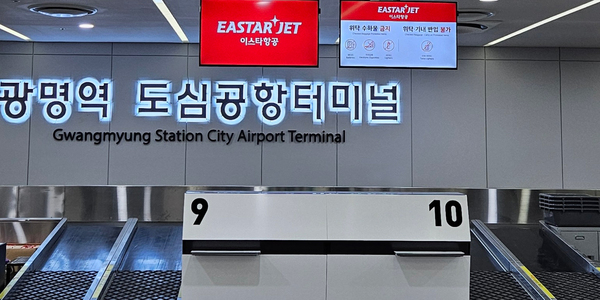 EASTAR JET
이스타항공
EASTAR JET
이스타항공
위탁 수하물 금지
위탁·기내 반입 불가
광명역 도심공항터미널
Gwangmyung Station City Airport Terminal
9
10